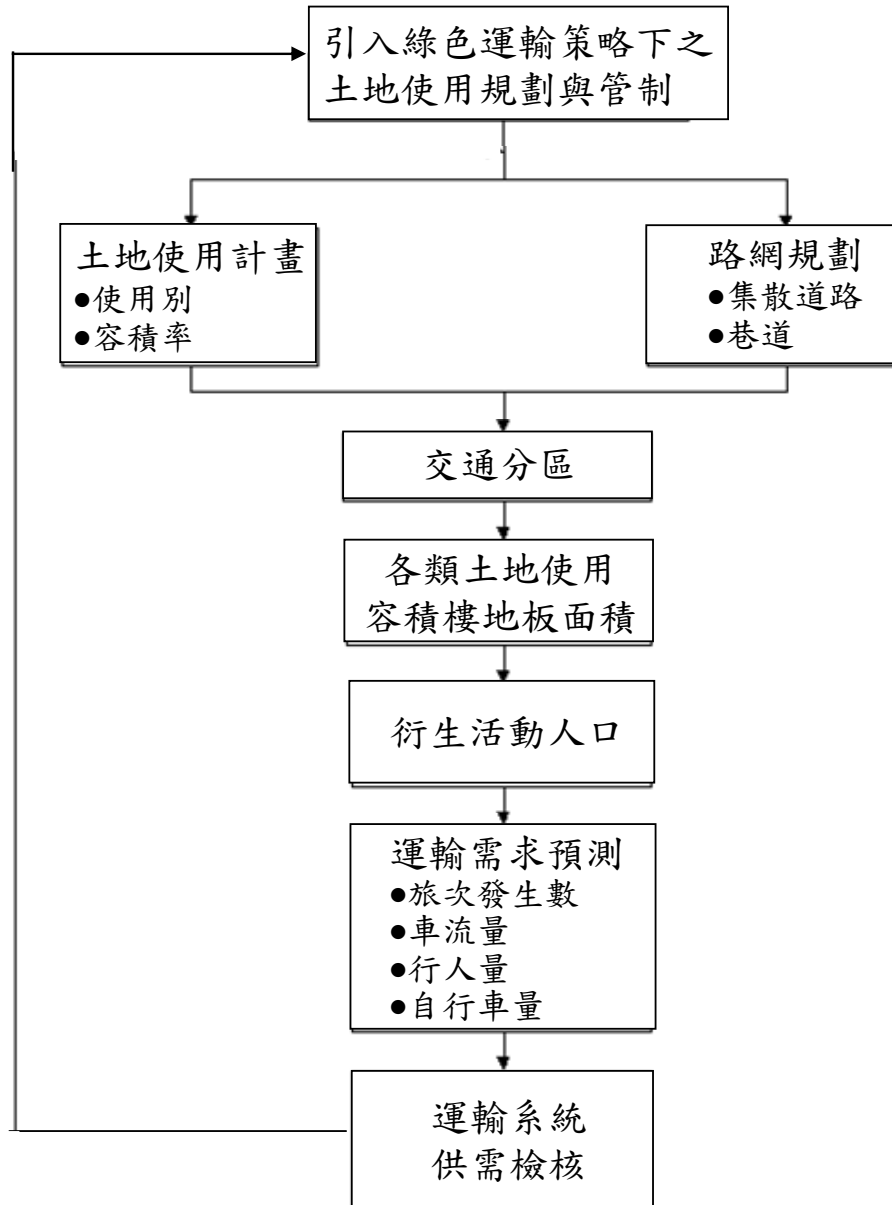 引入綠色運輸策略下之
土地使用規劃與管制
土地使用計畫
●使用別
●容積率
路網規劃
●集散道路
●巷道
交通分區
各類土地使用
容積樓地板面積
衍生活動人口
運輸需求預測
●旅次發生數
●車流量
●行人量
●自行車量
運輸系統
供需檢核